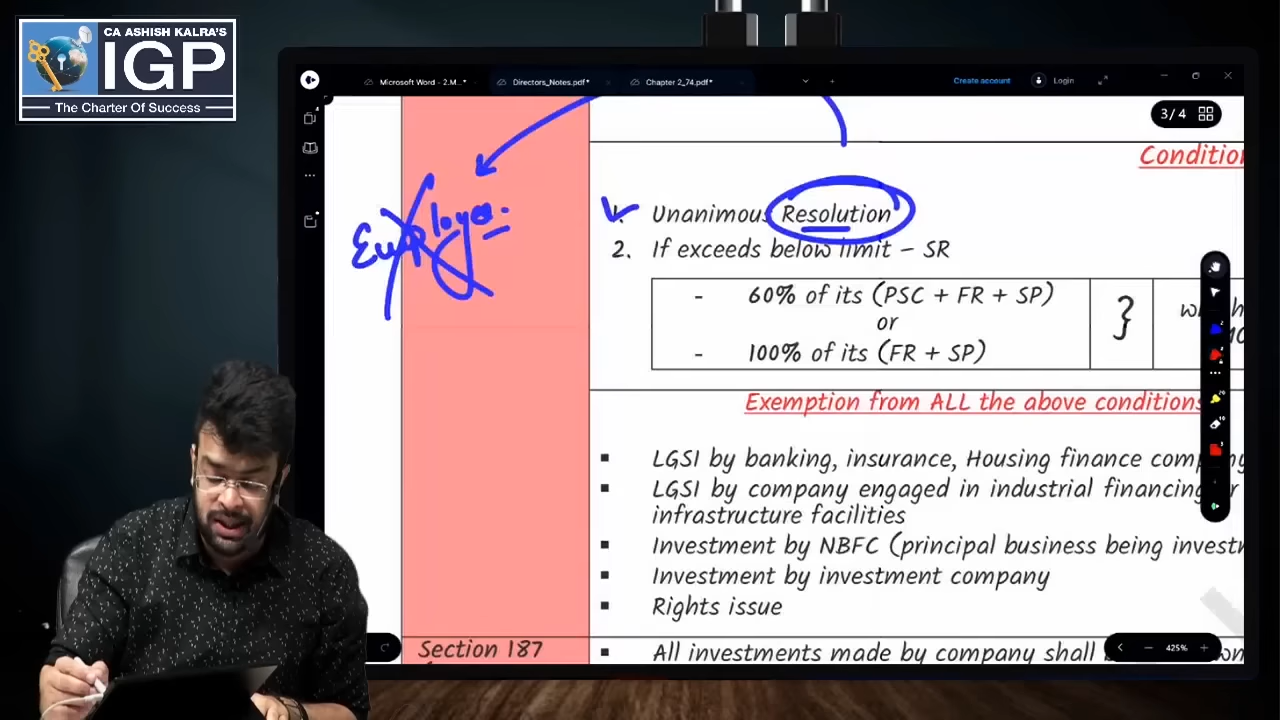 CA ASHISH KALRA'S
IGP
The Charter Of Success
Microsoft Word - 2.M...*
Directors_Notes.pdf*
Chapter 2_74.pdf*
Create account
Login
3/4
Condition
1. Unanimous Resolution
Employee.
2. If exceeds below limit – SR
- 60% of its (PSC + FR + SP)
or
- 100% of its (FR + SP)
}
Exemption from ALL the above conditions
▪ LGSI by banking, insurance, Housing finance company
▪ LGSI by company engaged in industrial financing or
infrastructure facilities
▪ Investment by NBFC (principal business being
▪ Investment by investment company
▪ Rights issue
Section 187
▪ All investments made by company shall
425%